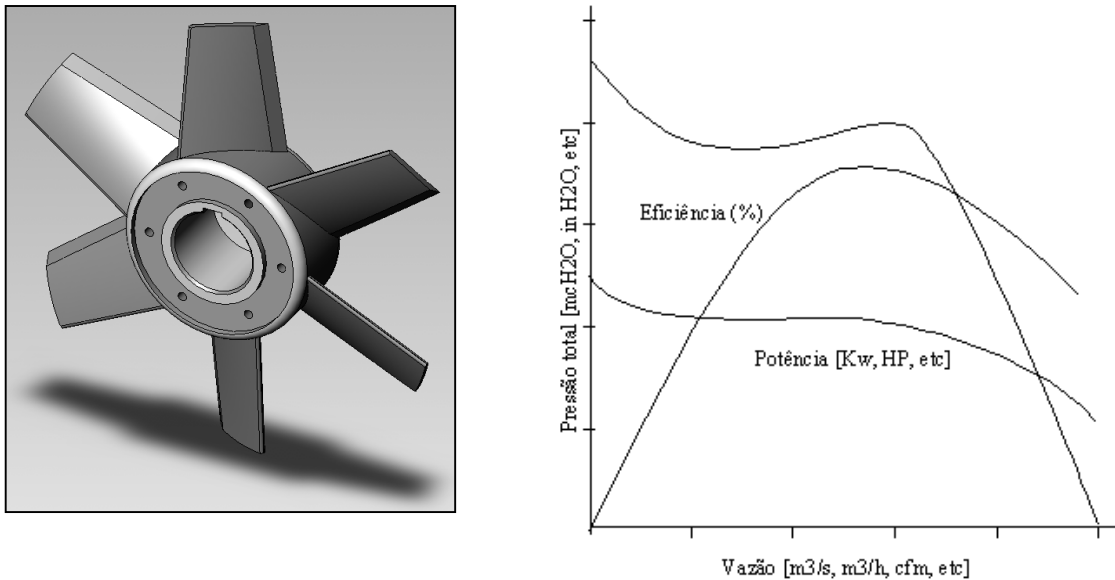 Pressão total [mcH2O, in H2O, etc]
Eficiência (%)
Potência [Kw, HP, etc]
Vazão [m3/s, m3/h, cfm, etc]